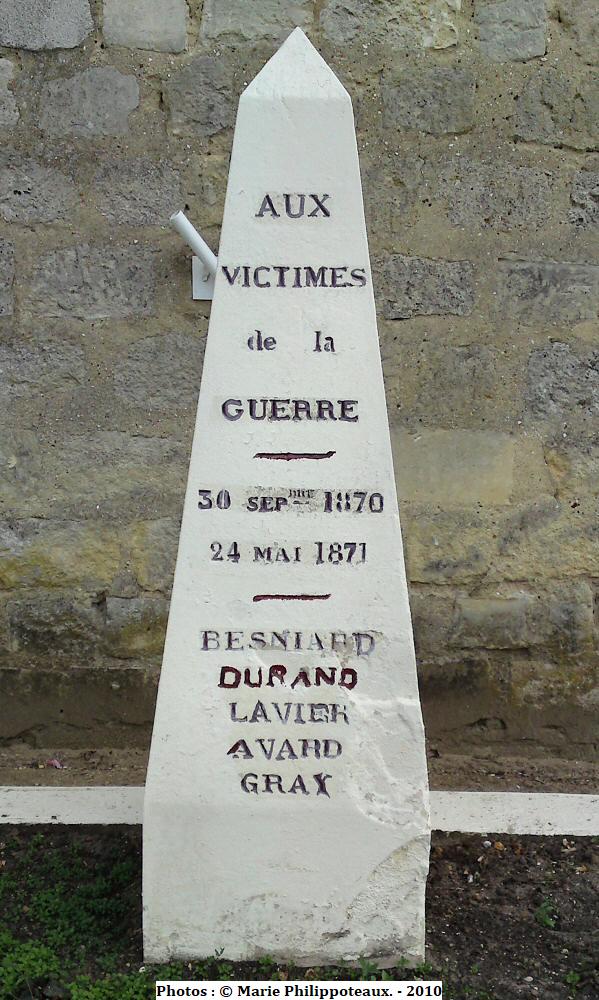 AUX
VICTIMES
de la
GUERRE
30 SEPBRE 1870
24 MAI 1871
BESNIARD
DURAND
LAVIER
AVARD
GRAY
Photos : © Marie Philippoteaux. - 2010